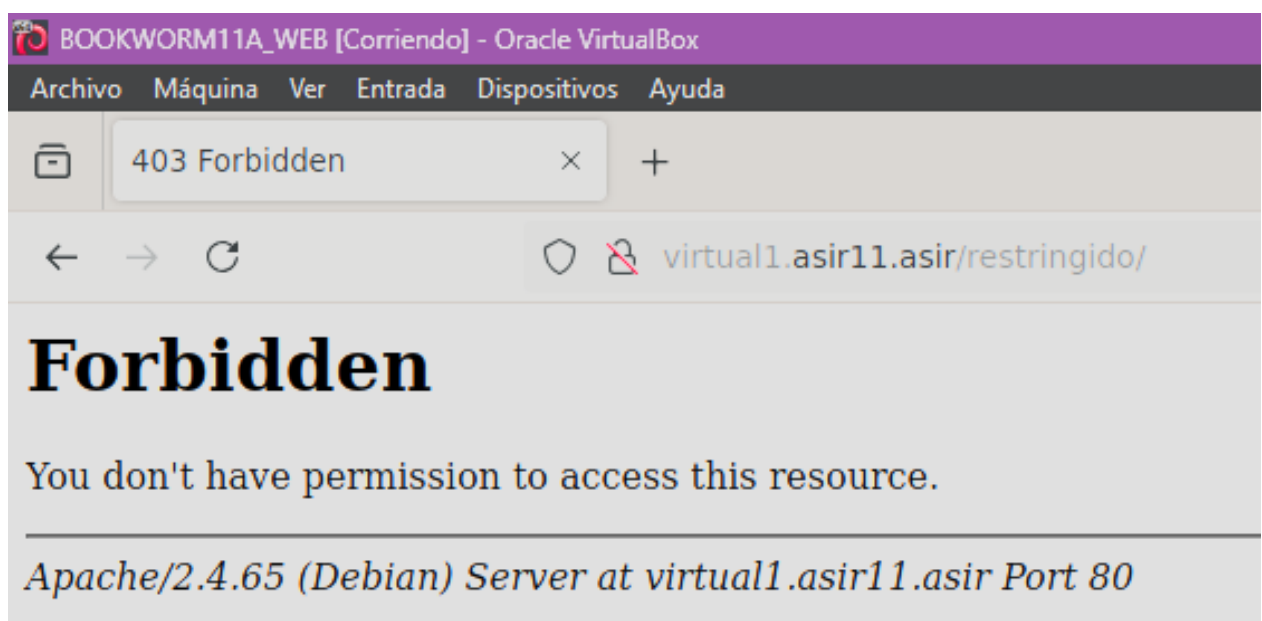 BOOKWORM11A_WEB [Corriendo] - Oracle VirtualBox
Archivo Máquina Ver Entrada Dispositivos Ayuda
403 Forbidden
virtual1.asir11.asir/restringido/
Forbidden
You don't have permission to access this resource.
Apache/2.4.65 (Debian) Server at virtual1.asir11.asir Port 80